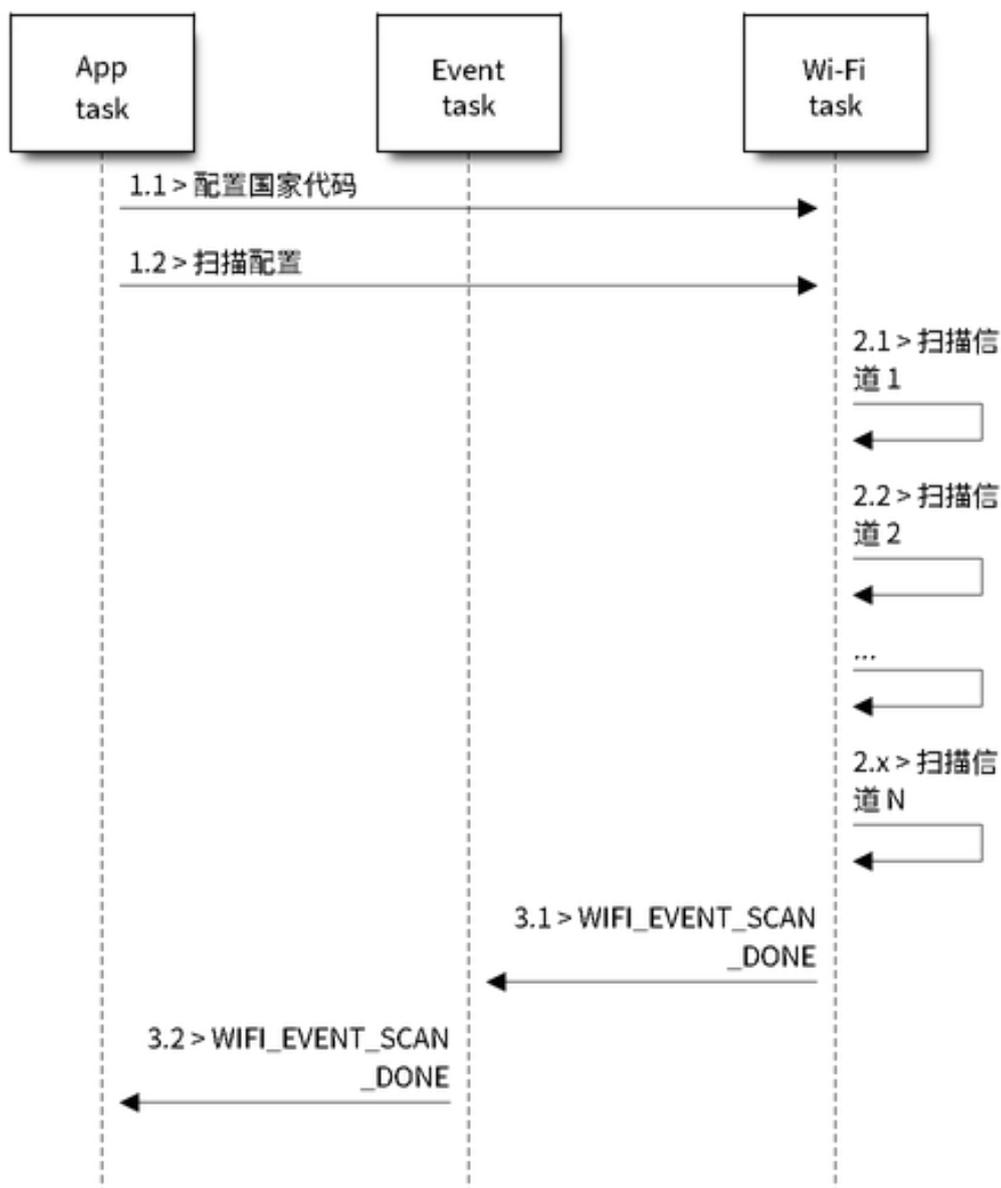 App
task
Event
task
Wi-Fi
task
1.1 > 配置国家代码
1.2 > 扫描配置
2.1 > 扫描信
道 1
2.2 > 扫描信
道 2
...
2.x > 扫描信
道 N
3.1 > WIFI_EVENT_SCAN
_DONE
3.2 > WIFI_EVENT_SCAN
_DONE